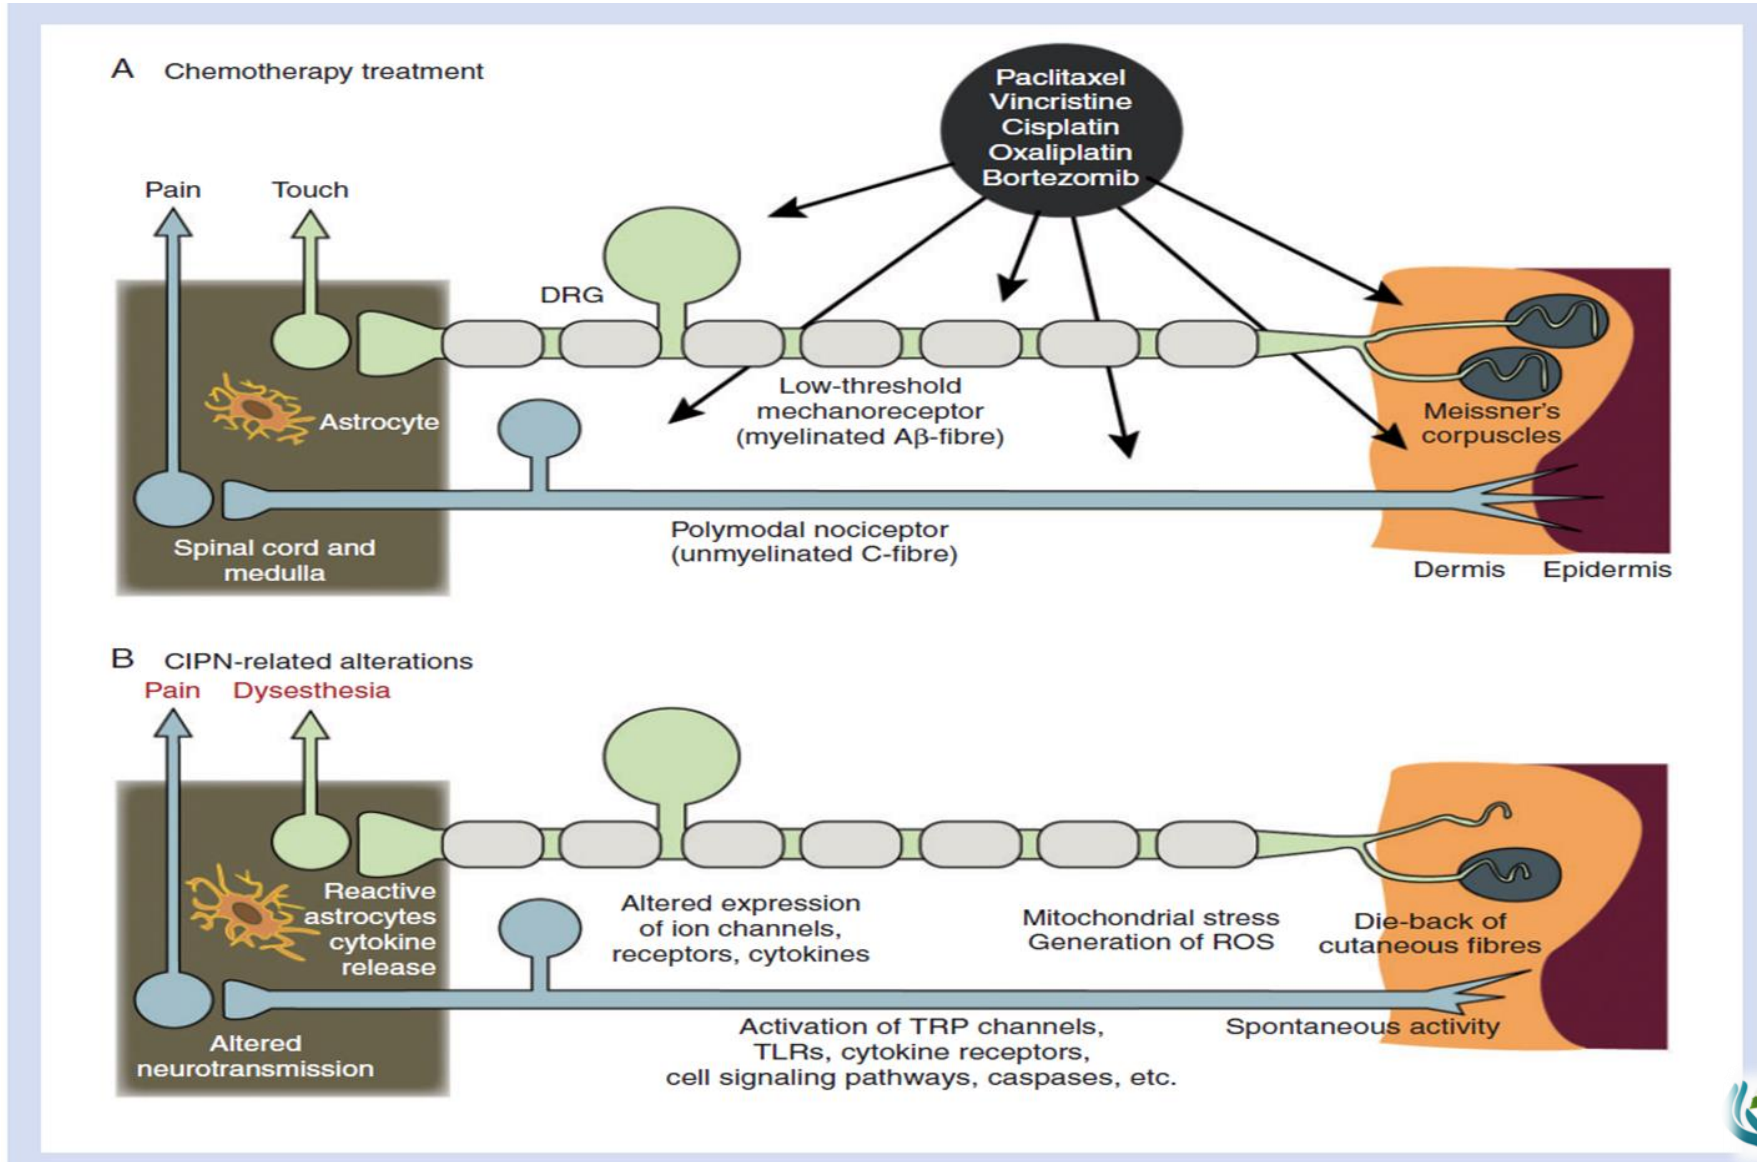 A Chemotherapy treatment
Paclitaxel
Vincristine
Cisplatin
Oxaliplatin
Bortezomib
Pain
Touch
DRG
Astrocyte
Low-threshold
mechanoreceptor
(myelinated Aβ-fibre)
Meissner's
corpuscles
Spinal cord and
medulla
Polymodal nociceptor
(unmyelinated C-fibre)
Dermis
Epidermis
B CIPN-related alterations
Pain
Dysesthesia
Reactive
astrocytes
cytokine
release
Altered expression
of ion channels,
receptors, cytokines
Mitochondrial stress
Generation of ROS
Die-back of
cutaneous fibres
Altered
neurotransmission
Activation of TRP channels,
TLRs, cytokine receptors,
cell signaling pathways, caspases, etc.
Spontaneous activity